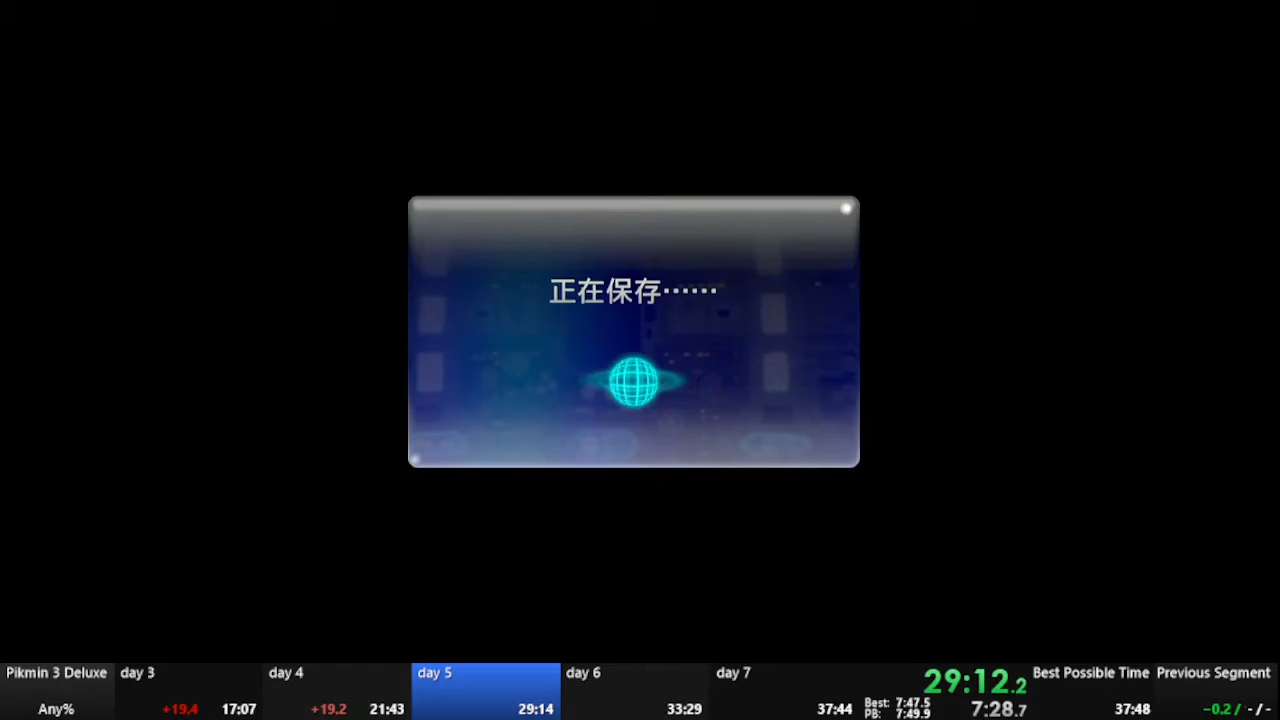 正在保存……
Pikmin 3 Deluxe
Any%
day 3
+19.4 17:07
day 4
+19.2 21:43
day 5
29:14
day 6
33:29
day 7
37:44
29:12.2
Best: 7:47.5
PB: 7:49.9
7:28.7
Best Possible Time
37:48
Previous Segment
-0.2 / - / -